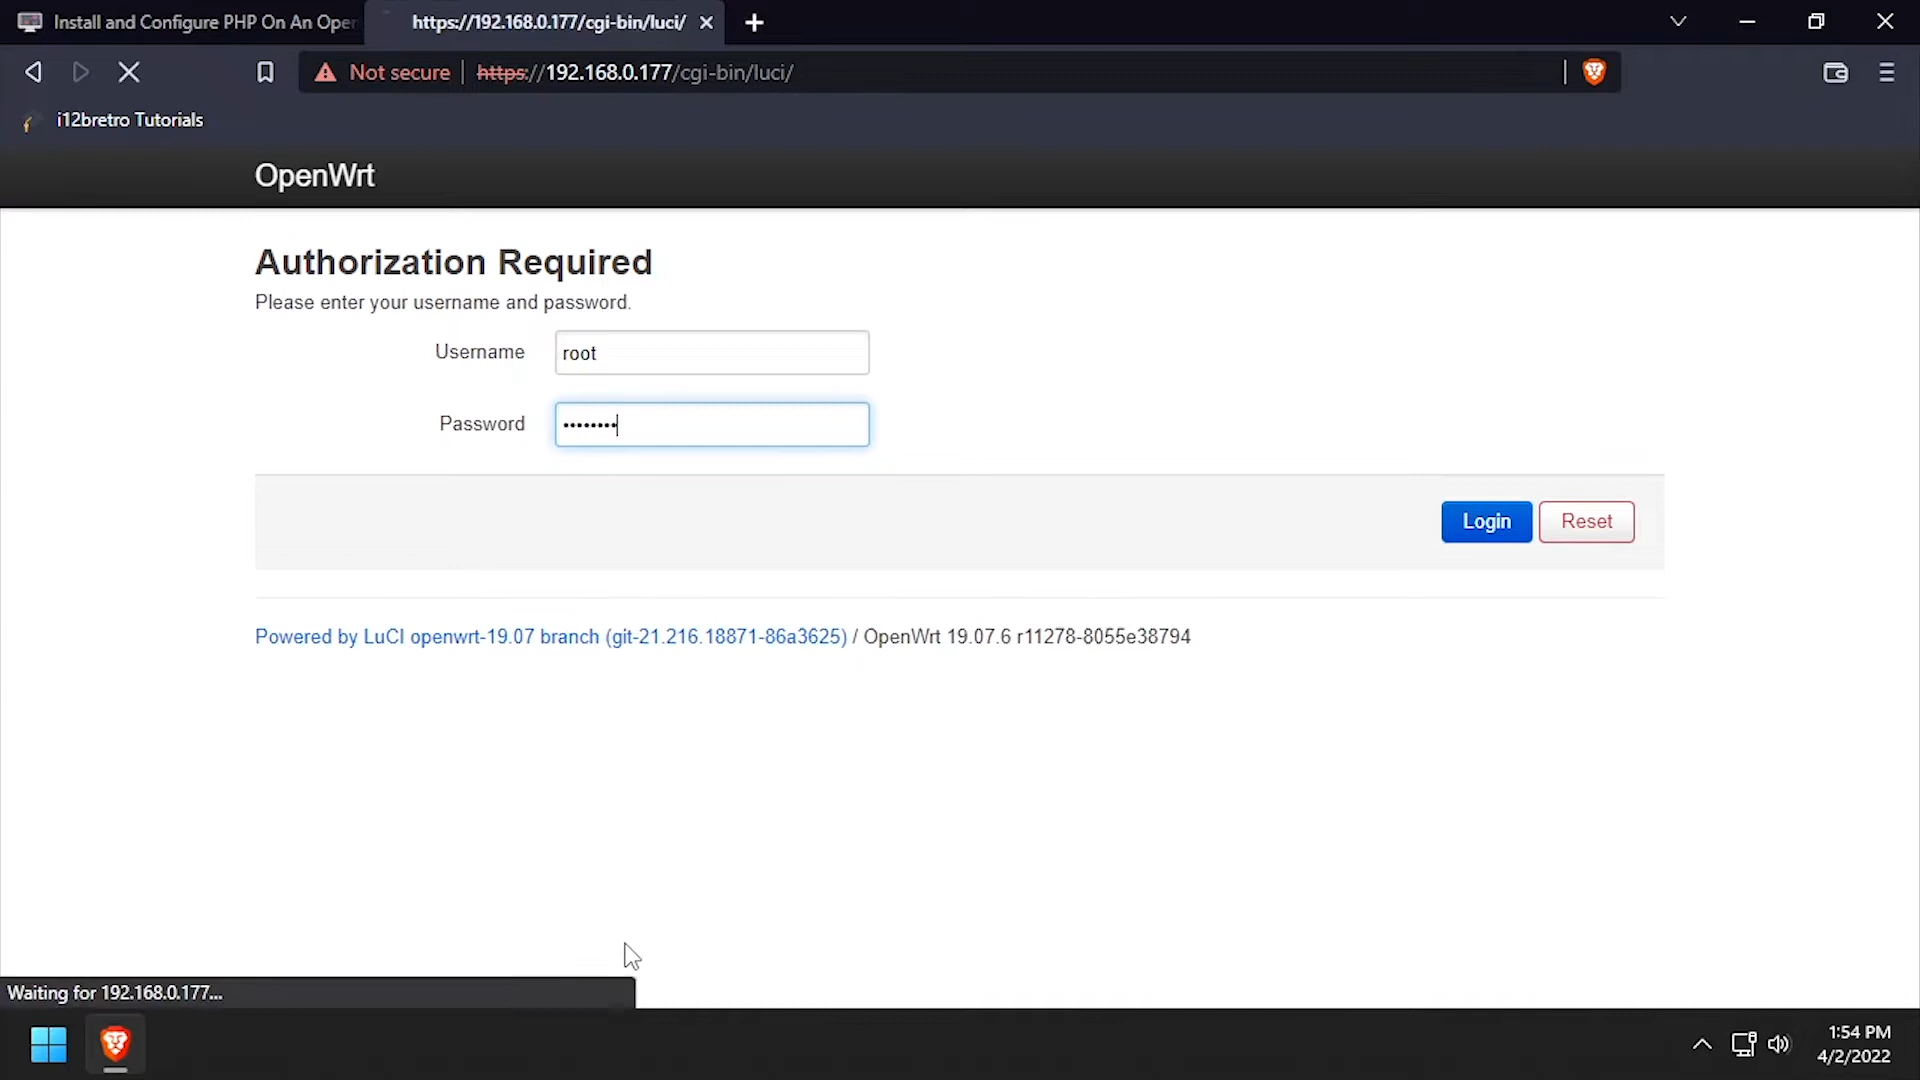 Install and Configure PHP On An Oper
https://192.168.0.177/cgi-bin/luci/
Not secure
https://192.168.0.177/cgi-bin/luci/
i12bretro Tutorials
OpenWrt
Authorization Required
Please enter your username and password.
Username
root
Password
••••••••
Login
Reset
Powered by LuCI openwrt-19.07 branch (git-21.216.18871-86a3625) / OpenWrt 19.07.6 r11278-8055e38794
Waiting for 192.168.0.177...
1:54 PM
4/2/2022